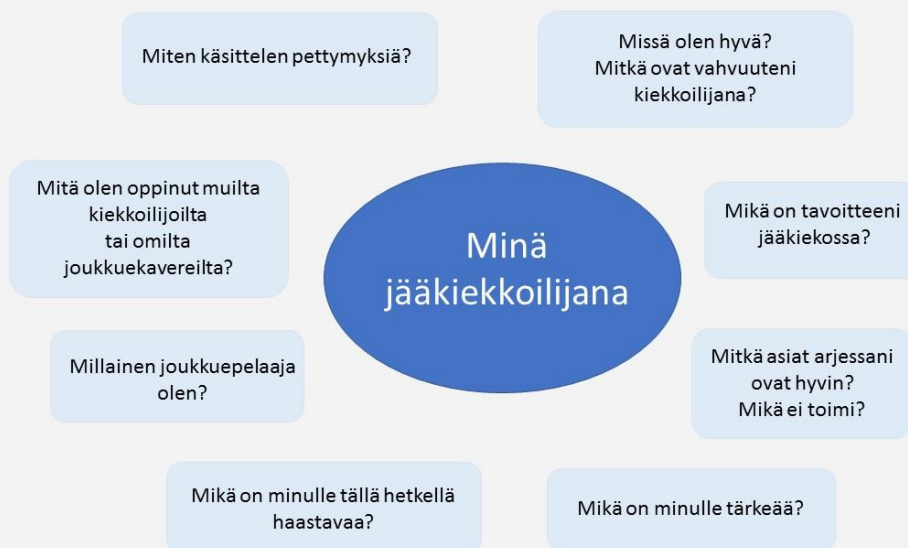 Miten käsittelen pettymyksiä?
Missä olen hyvä?
Mitkä ovat vahvuuteni
kiekkoilijana?
Mitä olen oppinut muilta
kiekkoilijoilta
tai omilta
joukkuekavereilta?
Minä
jääkiekkoilijana
Mikä on tavoitteeni
jääkiekossa?
Millainen joukkuepelaaja
olen?
Mitkä asiat arjessani
ovat hyvin?
Mikä ei toimi?
Mikä on minulle tällä hetkellä
haastavaa?
Mikä on minulle tärkeää?